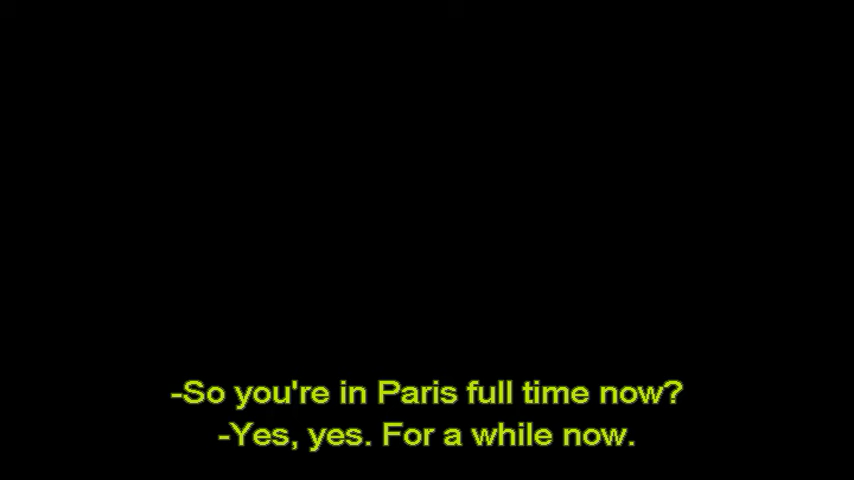 -So you're in Paris full time now?
-Yes, yes. For a while now.